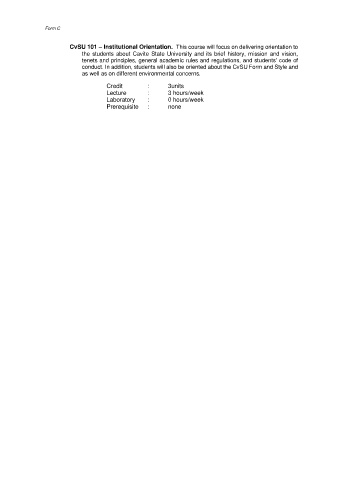 Form C
CvSU 101 – Institutional Orientation. This course will focus on delivering orientation to
the students about Cavite State University and its brief history, mission and vision,
tenets and principles, general academic rules and regulations, and students' code of
conduct. In addition, students will also be oriented about the CvSU Form and Style and
as well as on different environmental concerns.
Credit : 3units
Lecture : 3 hours/week
Laboratory : 0 hours/week
Prerequisite : none